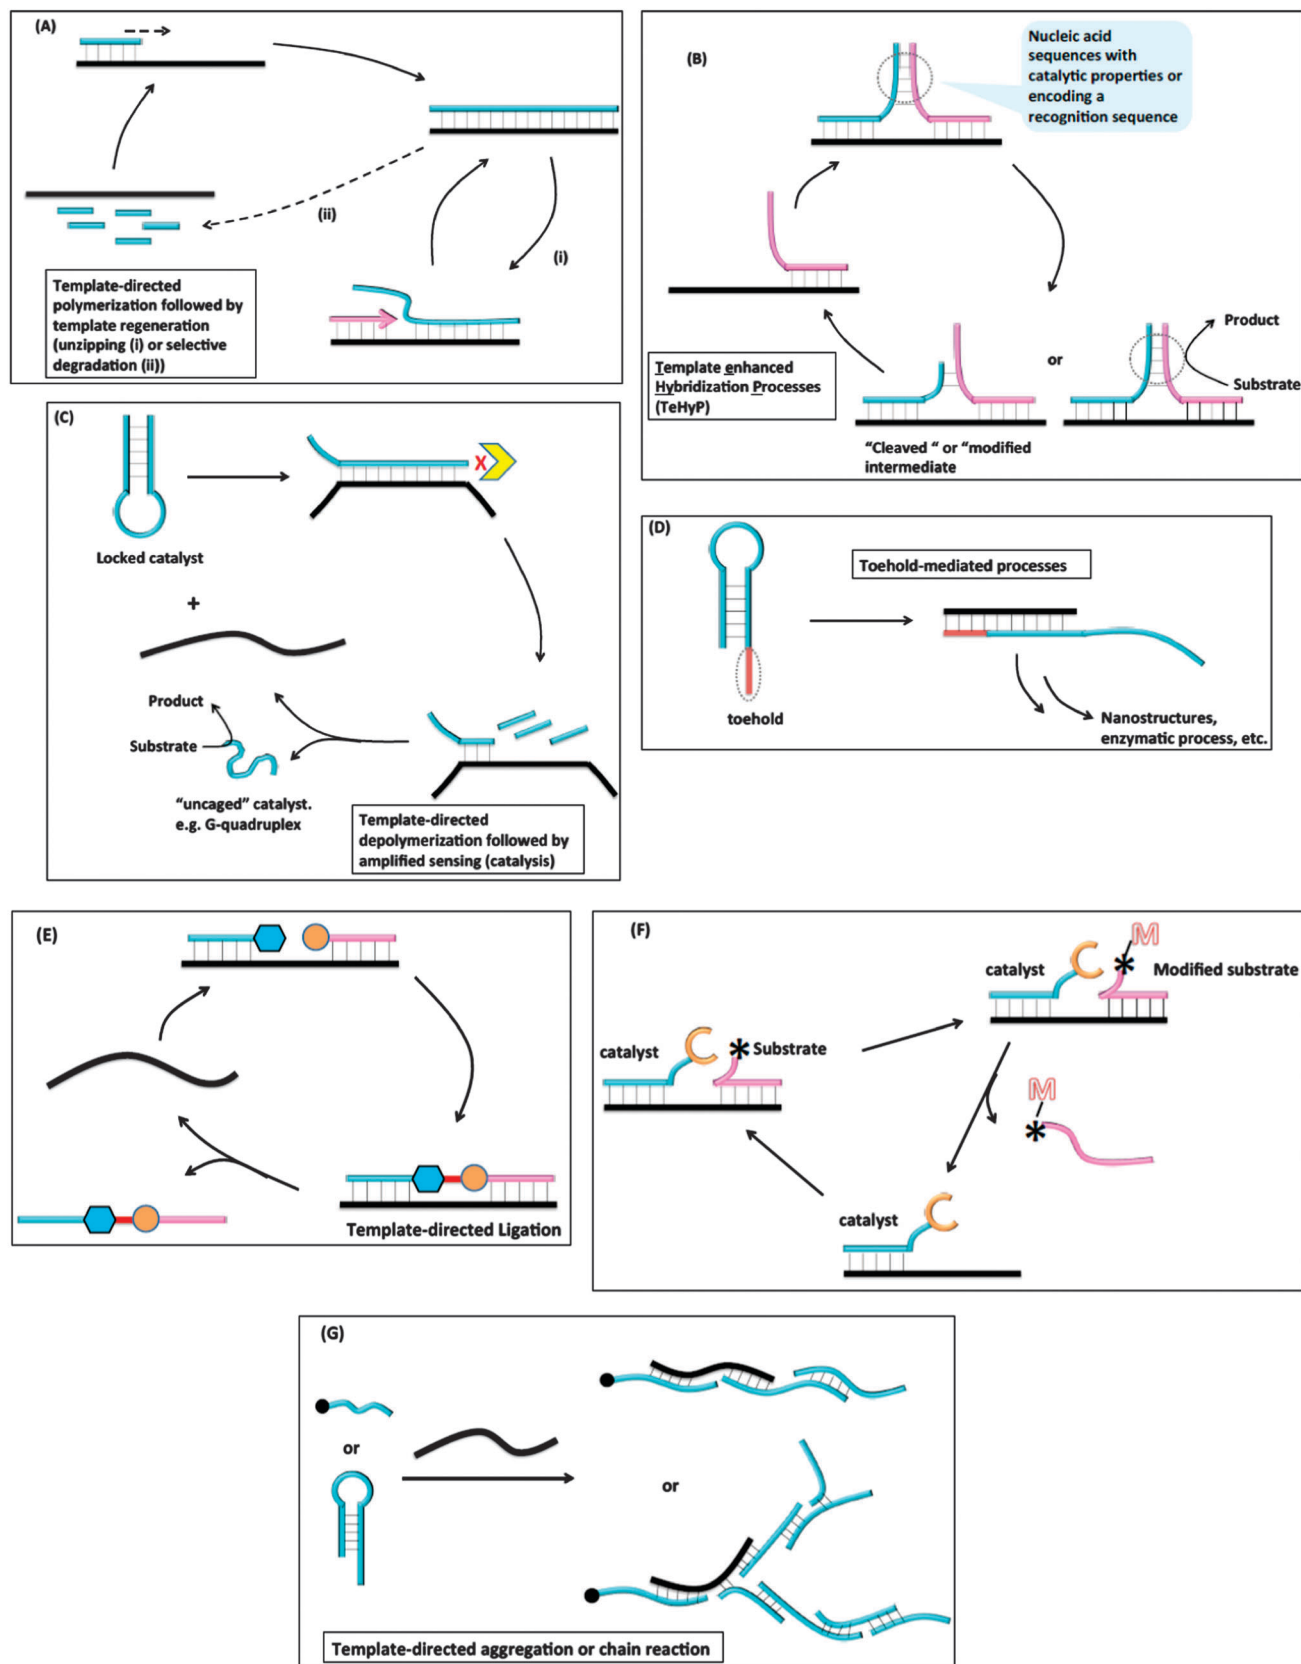 (A)
(ii)
(i)
Template-directed
polymerization followed by
template regeneration
(unzipping (i) or selective
degradation (ii))
(B)
Nucleic acid
sequences with
catalytic properties or
encoding a
recognition sequence
Product
or
Substrate
Template enhanced
Hybridization Processes
(TeHyP)
“Cleaved “ or “modified
intermediate
(C)
X
Locked catalyst
+
Product
Substrate
“uncaged” catalyst.
e.g. G-quadruplex
Template-directed
depolymerization followed by
amplified sensing (catalysis)
(D)
Toehold-mediated processes
toehold
Nanostructures,
enzymatic process, etc.
(E)
Template-directed Ligation
(F)
M
catalyst
* Modified substrate
catalyst
* Substrate
M
*
catalyst
(G)
or
or
Template-directed aggregation or chain reaction